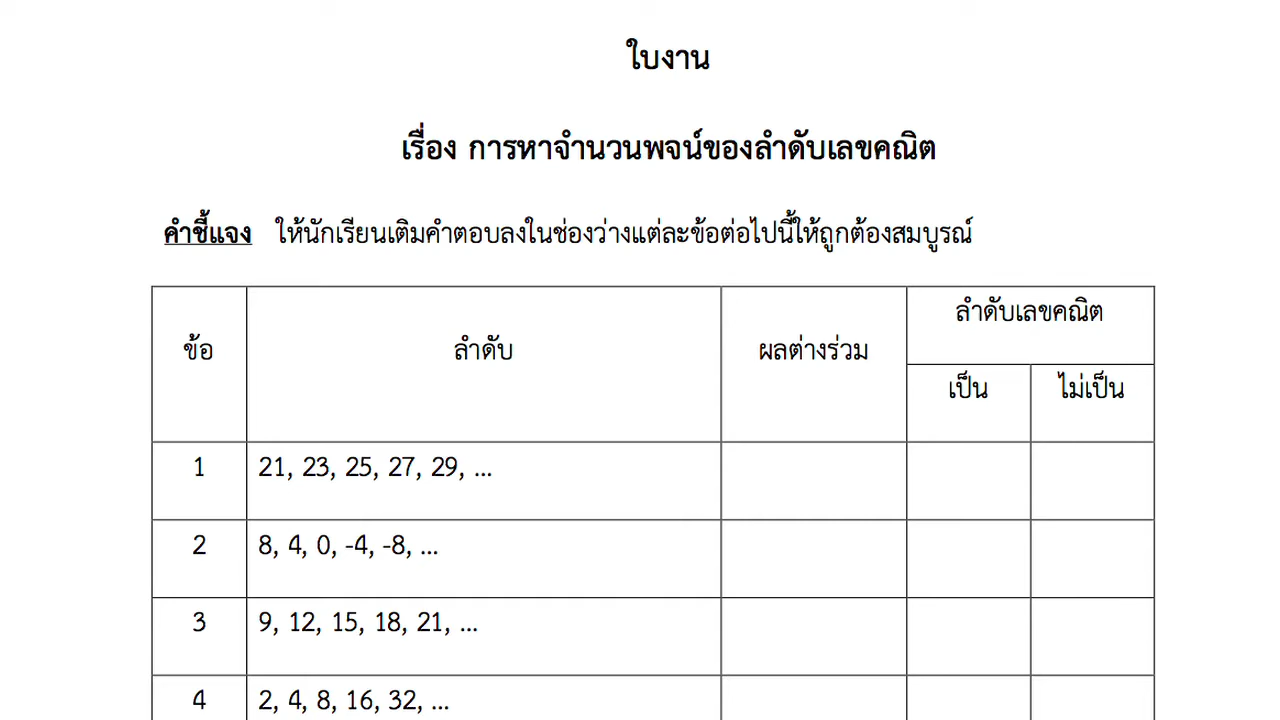 ใบงาน
เรื่อง การหาจำนวนพจน์ของลำดับเลขคณิต
คำชี้แจง ให้นักเรียนเติมคำตอบลงในช่องว่างแต่ละข้อต่อไปนี้ให้ถูกต้องสมบูรณ์
ข้อ ลำดับ ผลต่างร่วม ลำดับเลขคณิต
เป็น ไม่เป็น
1 21, 23, 25, 27, 29, ...
2 8, 4, 0, -4, -8, ...
3 9, 12, 15, 18, 21, ...
4 2, 4, 8, 16, 32, ...